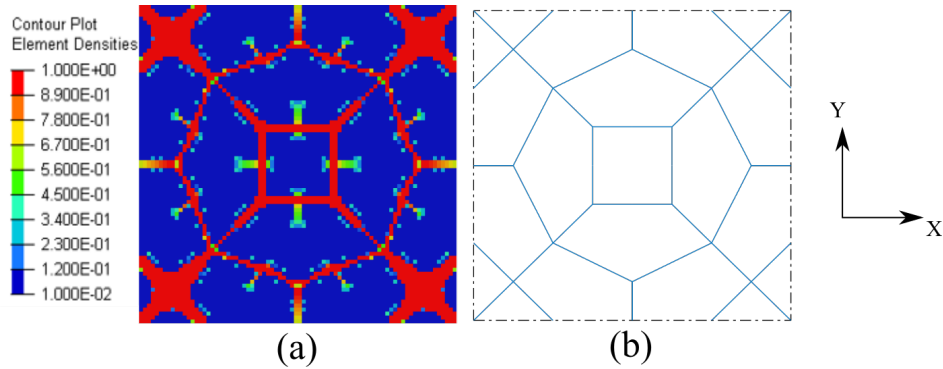 Contour Plot
Element Densities
1.000E+00
8.900E-01
7.800E-01
6.700E-01
5.600E-01
4.500E-01
3.400E-01
2.300E-01
1.200E-01
1.000E-02
Y
X
(a)
(b)